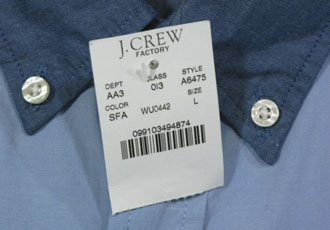 J.CREW
FACTORY
DEPT CLASS STYLE
AA3 013 A6475
COLOR SIZE
SFA WU0442 L
099103494874